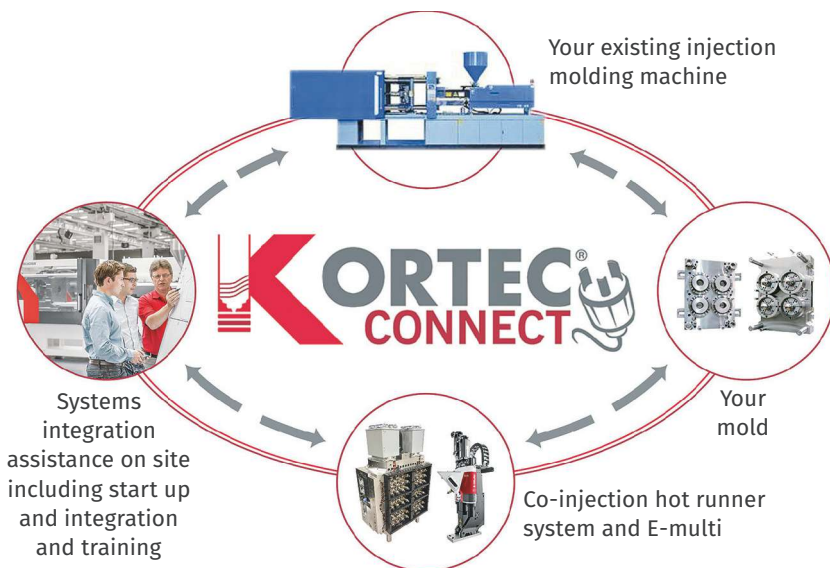 Your existing injection
molding machine
KORTEC®
CONNECT
Your
mold
Systems
integration
assistance on site
including start up
and integration
and training
Co-injection hot runner
system and E-multi